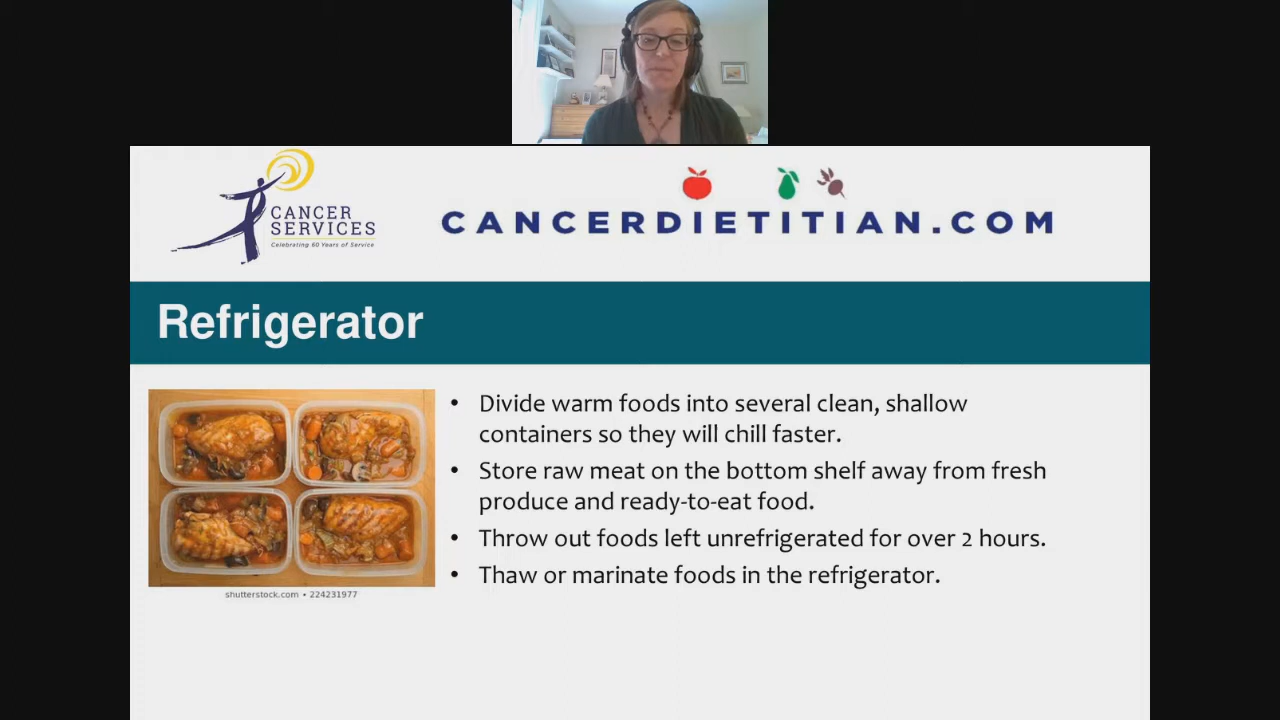 CANCER
SERVICES
Celebrating 60 Years of Service
CANCERDIETITIAN.COM
Refrigerator
• Divide warm foods into several clean, shallow
containers so they will chill faster.
• Store raw meat on the bottom shelf away from fresh
produce and ready-to-eat food.
• Throw out foods left unrefrigerated for over 2 hours.
• Thaw or marinate foods in the refrigerator.
shutterstock.com • 224231977